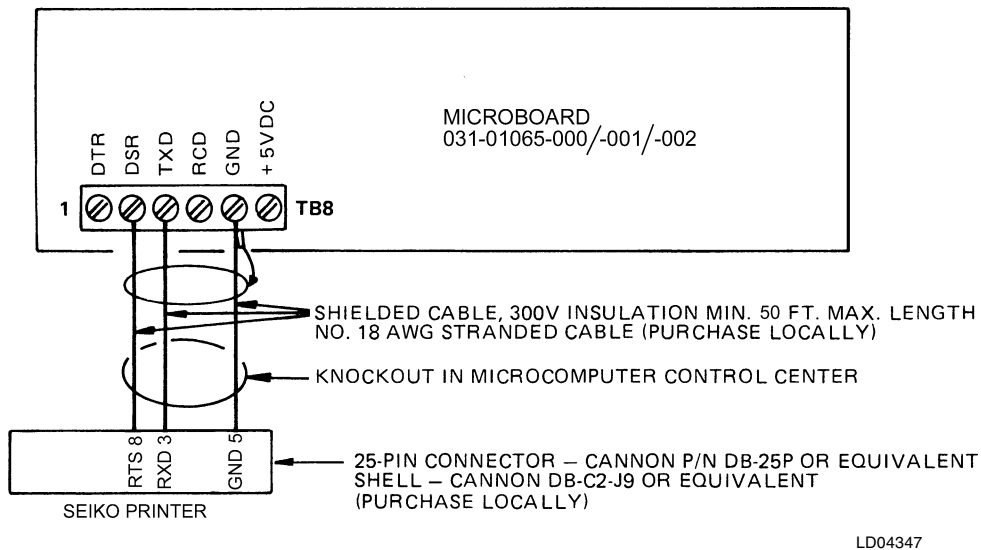 MICROBOARD
031-01065-000/-001/-002
DTR
DSR
TXD
RCD
GND
+5VDC
1
TB8
SHIELDED CABLE, 300V INSULATION MIN. 50 FT. MAX. LENGTH
NO. 18 AWG STRANDED CABLE (PURCHASE LOCALLY)
KNOCKOUT IN MICROCOMPUTER CONTROL CENTER
RTS 8
RXD 3
GND 5
25-PIN CONNECTOR – CANNON P/N DB-25P OR EQUIVALENT
SHELL – CANNON DB-C2-J9 OR EQUIVALENT
(PURCHASE LOCALLY)
SEIKO PRINTER
LD04347